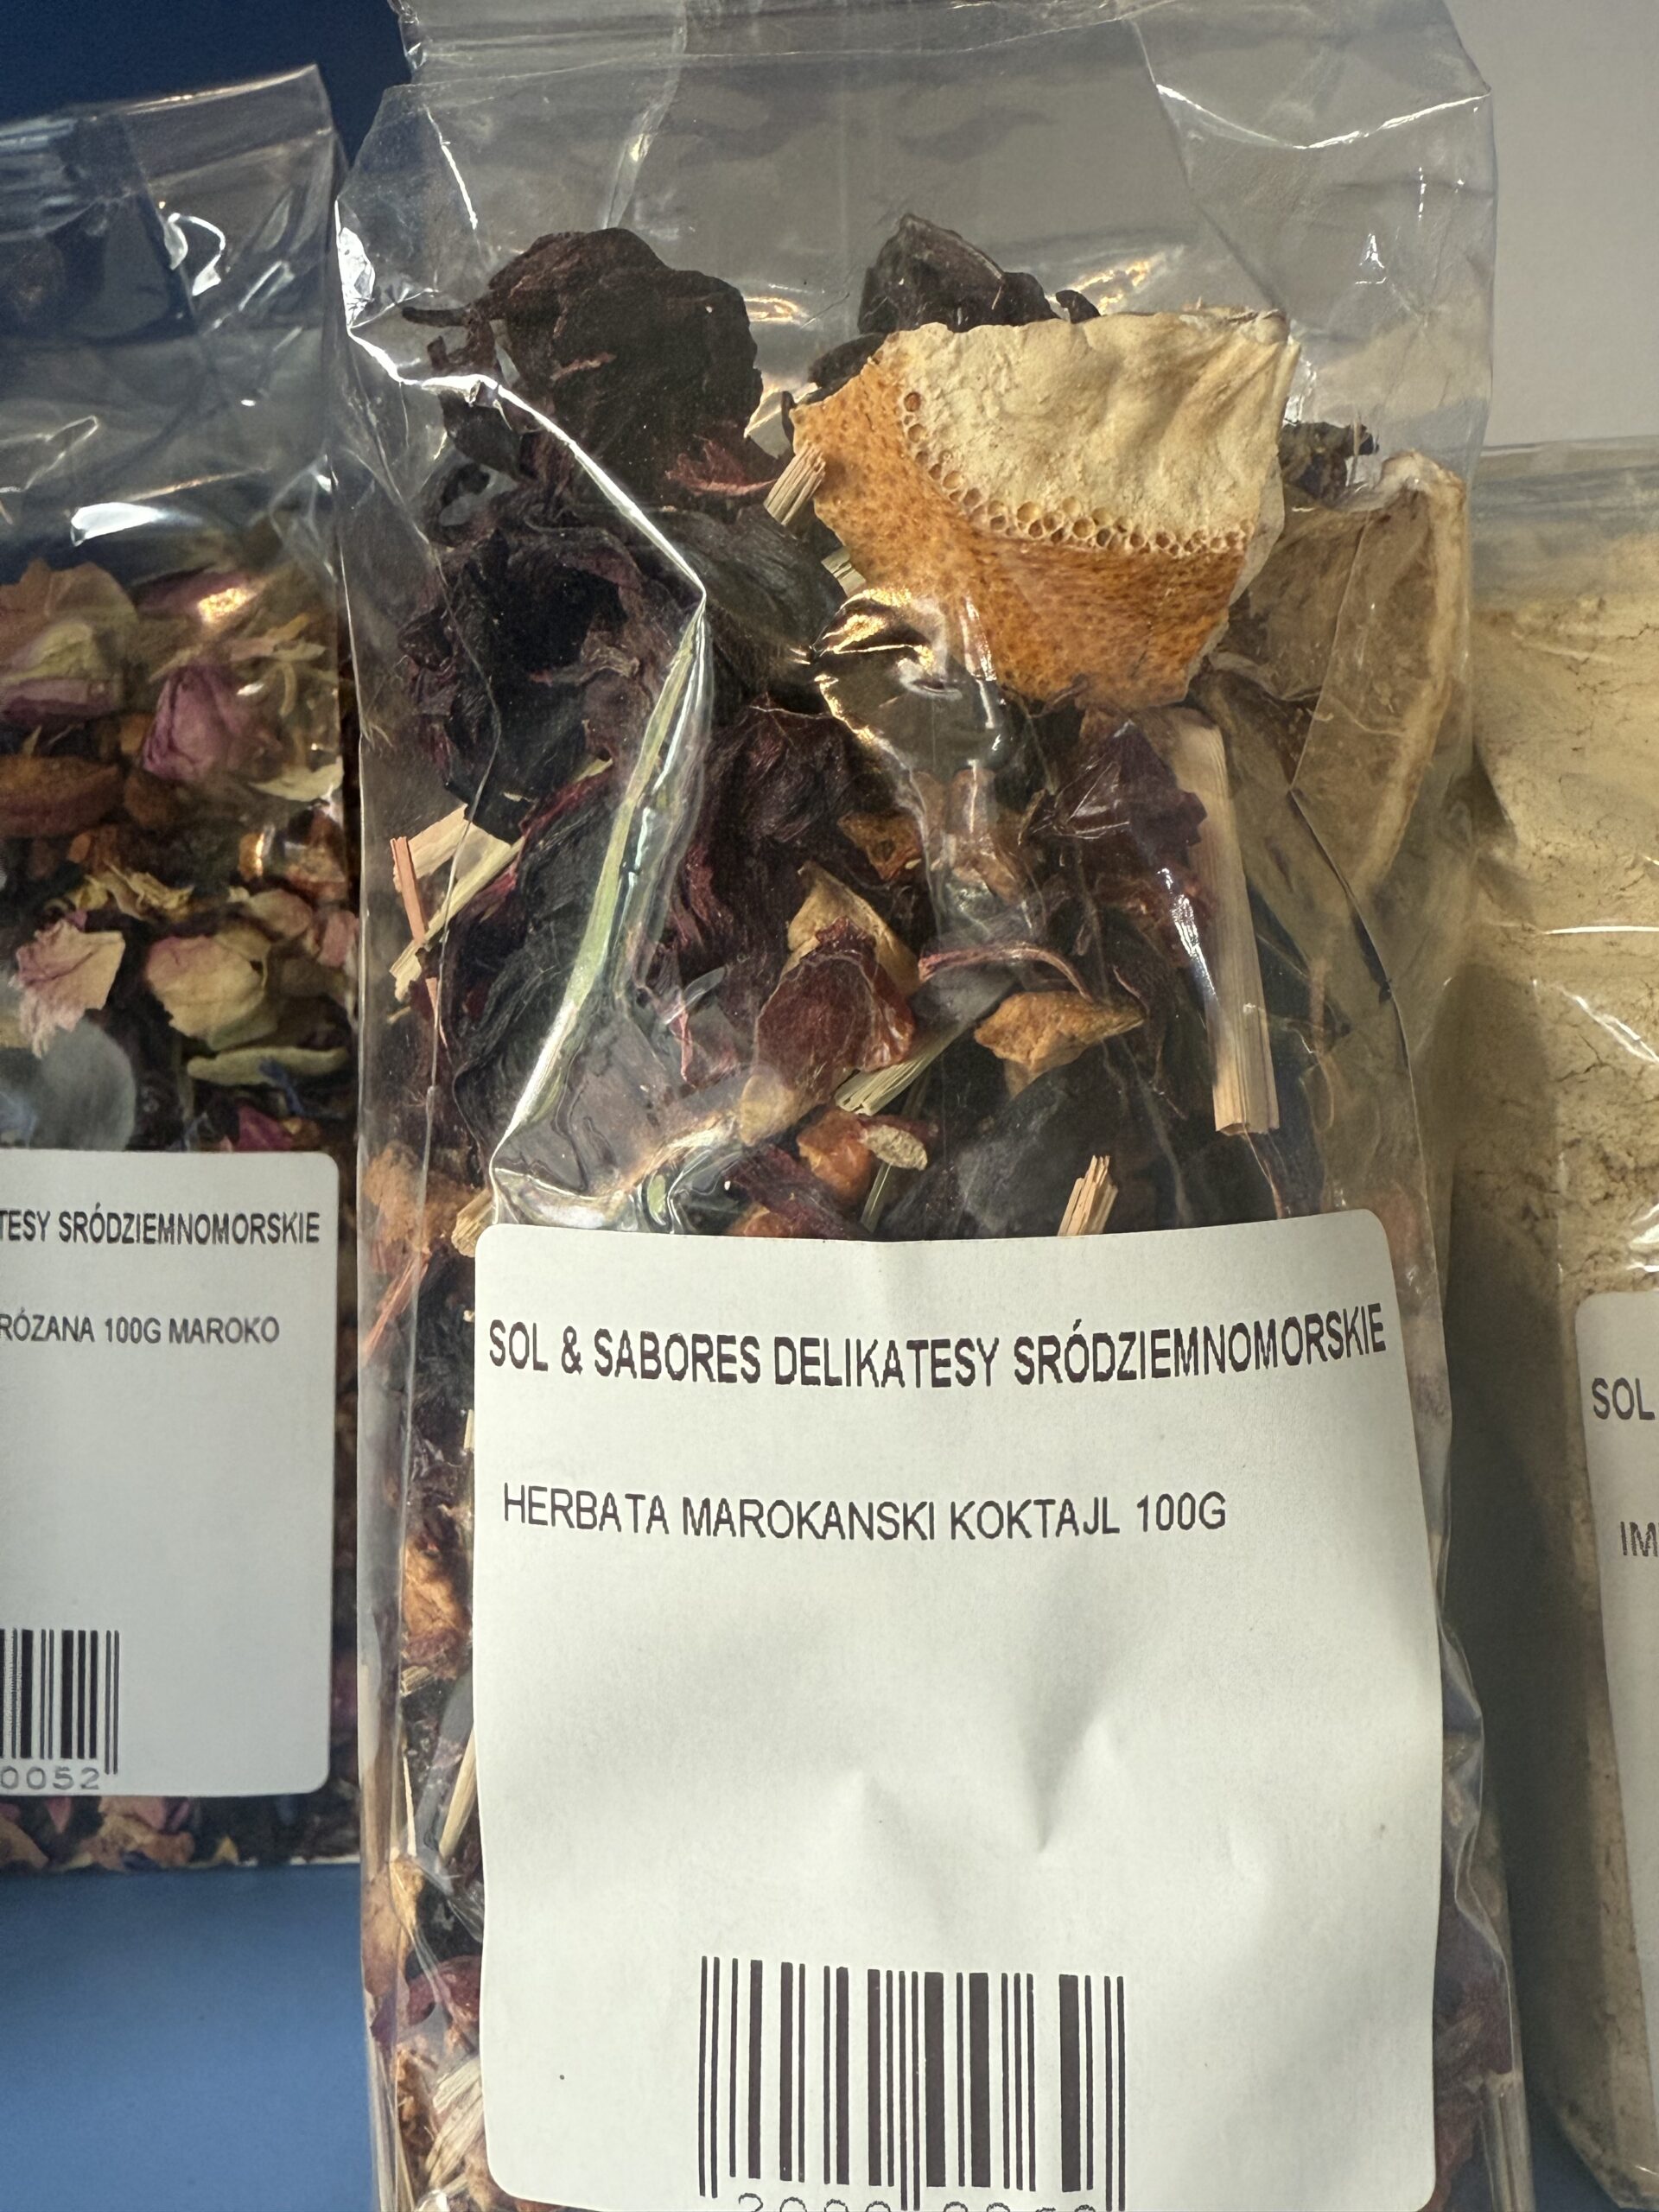 TESY SRÓDZIEMNOMORSKIE
RÓZANA 100G MAROKO
0052
SOL & SABORES DELIKATESY SRÓDZIEMNOMORSKIE
HERBATA MAROKANSKI KOKTAJL 100G
SOL
IM